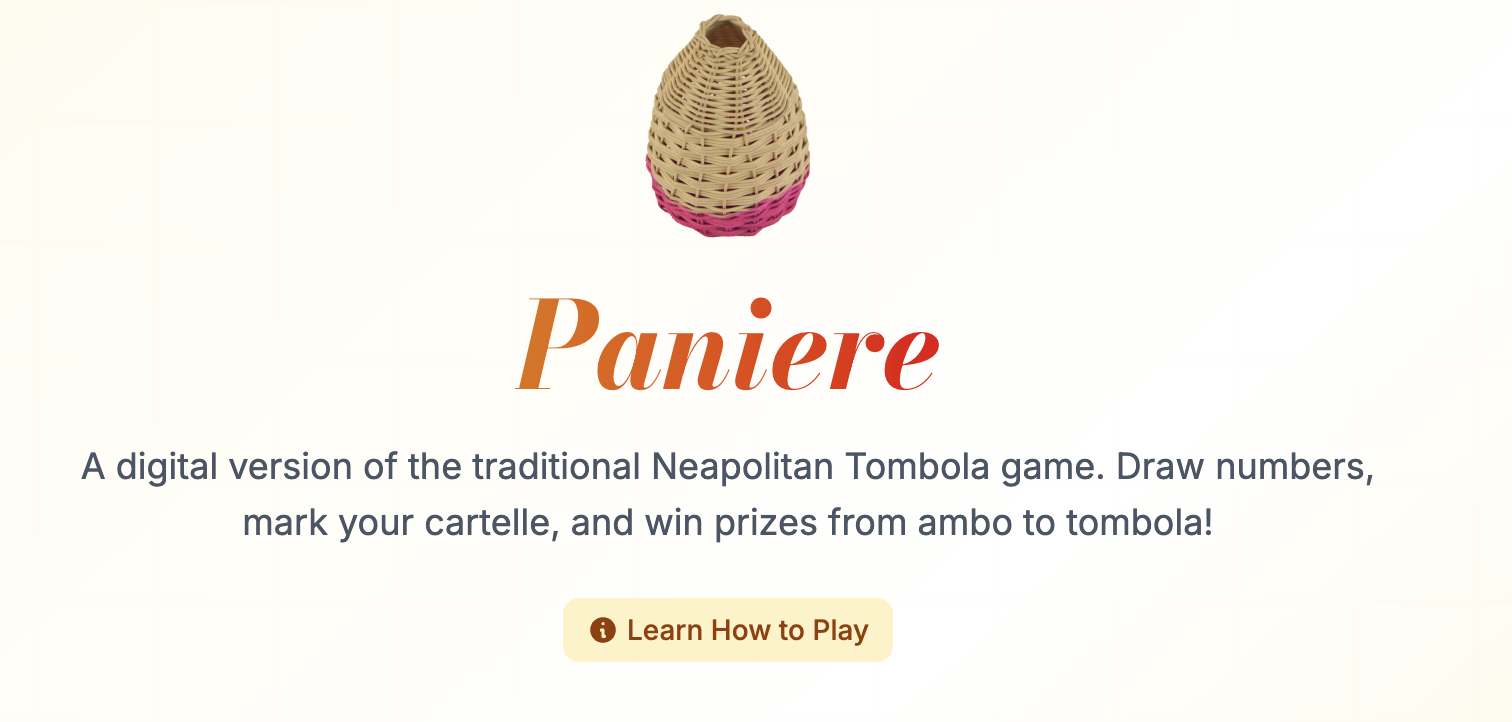 Paniere
A digital version of the traditional Neapolitan Tombola game. Draw numbers,
mark your cartelle, and win prizes from ambo to tombola!
Learn How to Play